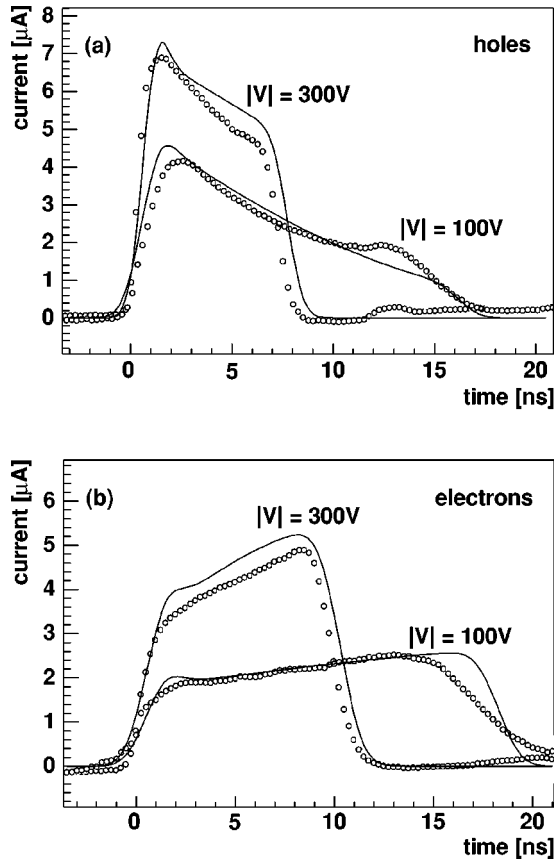 current [μA]
8
(a)
holes
7
6
|V| = 300V
5
4
3
|V| = 100V
2
1
0
0 5 10 15 20
time [ns]
current [μA]
6
(b)
electrons
|V| = 300V
5
4
|V| = 100V
3
2
1
0
0 5 10 15 20
time [ns]